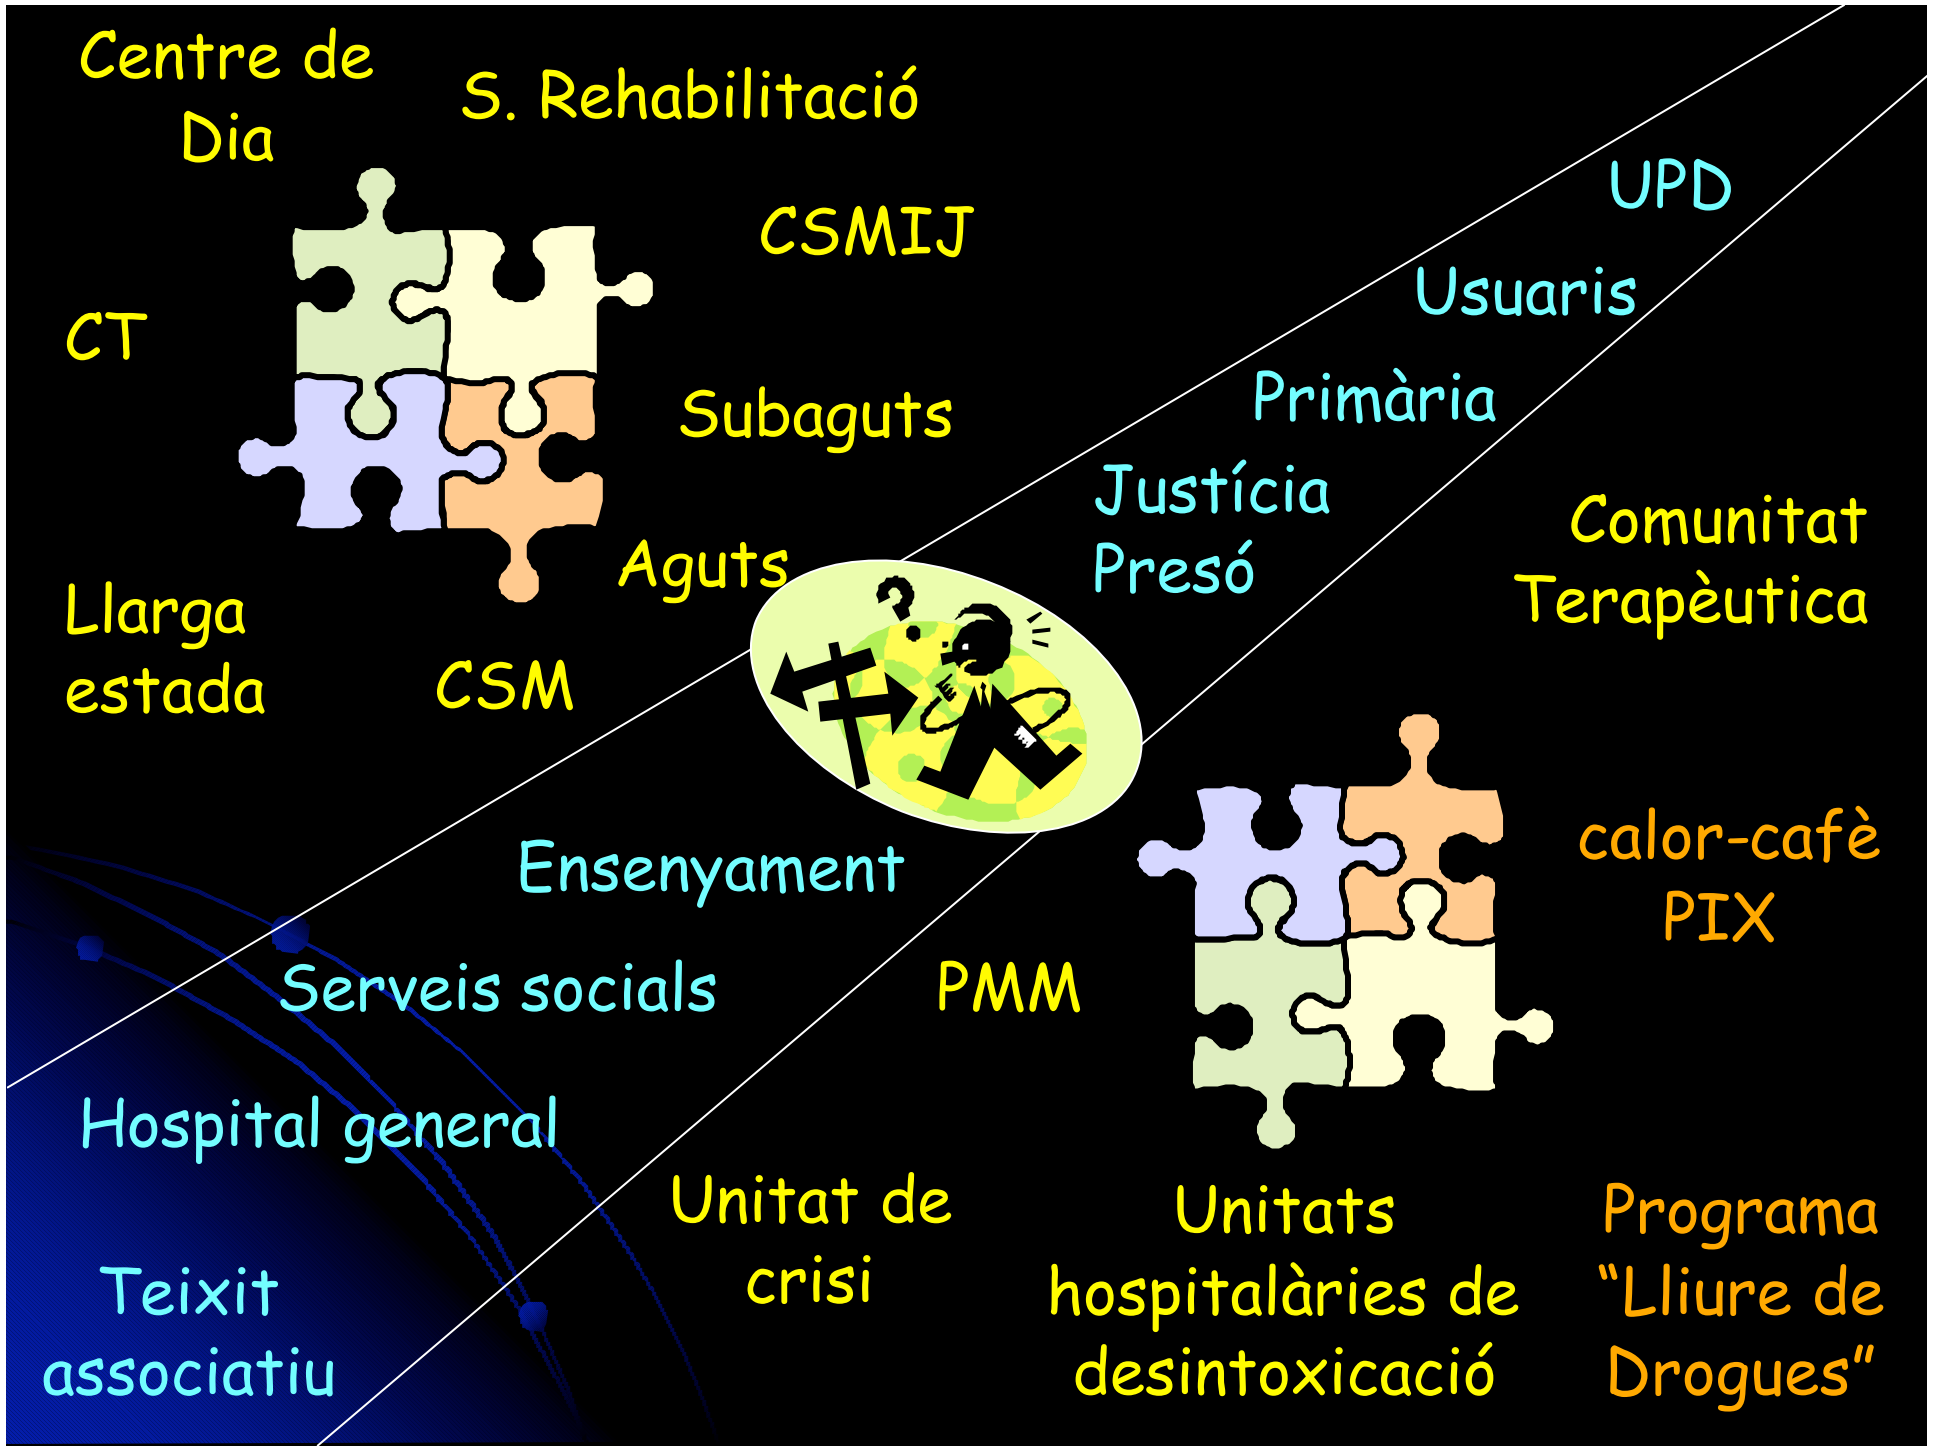 Centre de
Dia
S. Rehabilitació
CSMIJ
CT
Subaguts
Aguts
Llarga
estada
CSM
UPD
Usuaris
Primària
Justícia
Presó
Ensenyament
Serveis socials
Hospital general
Teixit
associatiu
Comunitat
Terapèutica
calor-cafè
PIX
PMM
Unitat de
crisi
Unitats
hospitalàries de
desintoxicació
Programa
“Lliure de
Drogues”